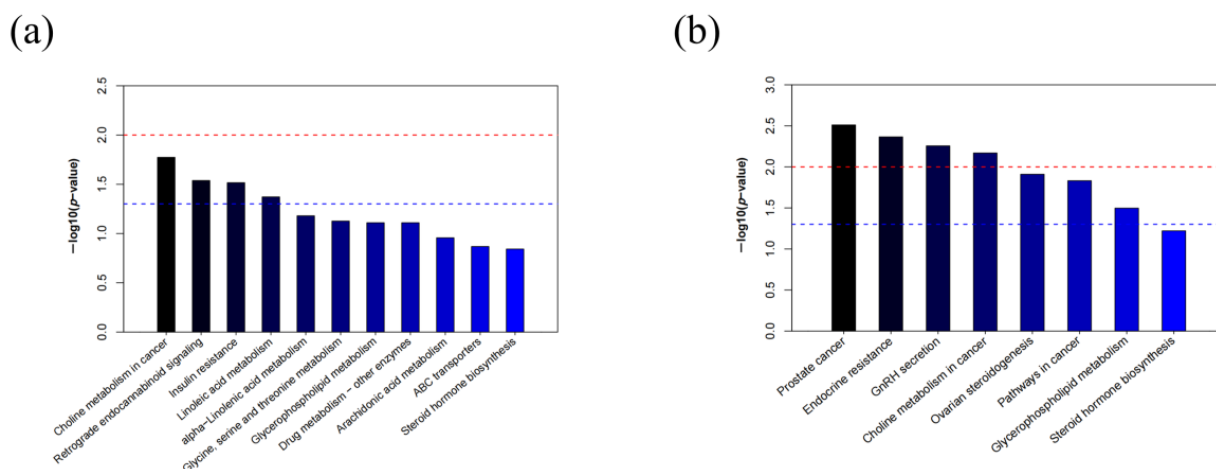 (a)
(b)
−log10(p−value)
2.5
2.0
1.5
1.0
0.5
0.0
Choline metabolism in cancer
Retrograde endocannabinoid signaling
Insulin resistance
Linoleic acid metabolism
alpha−Linolenic acid metabolism
Glycine, serine and threonine metabolism
Glycerophospholipid metabolism
Drug metabolism − other enzymes
Arachidonic acid metabolism
ABC transporters
Steroid hormone biosynthesis
−log10(p−value)
3.0
2.5
2.0
1.5
1.0
0.5
0.0
Prostate cancer
Endocrine resistance
GnRH secretion
Choline metabolism in cancer
Ovarian steroidogenesis
Pathways in cancer
Glycerophospholipid metabolism
Steroid hormone biosynthesis